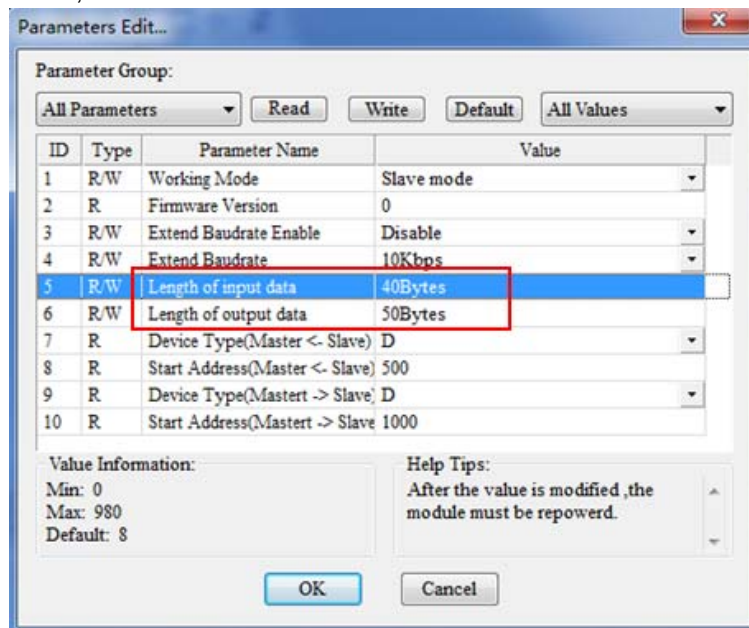 Parameters Edit...
Parameter Group:
All Parameters Read Write Default All Values
ID Type Parameter Name Value
1 R/W Working Mode Slave mode
2 R Firmware Version 0
3 R/W Extend Baudrate Enable Disable
4 R/W Extend Baudrate 10Kbps
5 R/W Length of input data 40Bytes
6 R/W Length of output data 50Bytes
7 R Device Type(Master <- Slave) D
8 R Start Address(Master <- Slave) 500
9 R Device Type(Mastert -> Slave) D
10 R Start Address(Mastert -> Slave 1000
Value Information:
Min: 0
Max: 980
Default: 8
Help Tips:
After the value is modified ,the
module must be repowerd.
OK Cancel